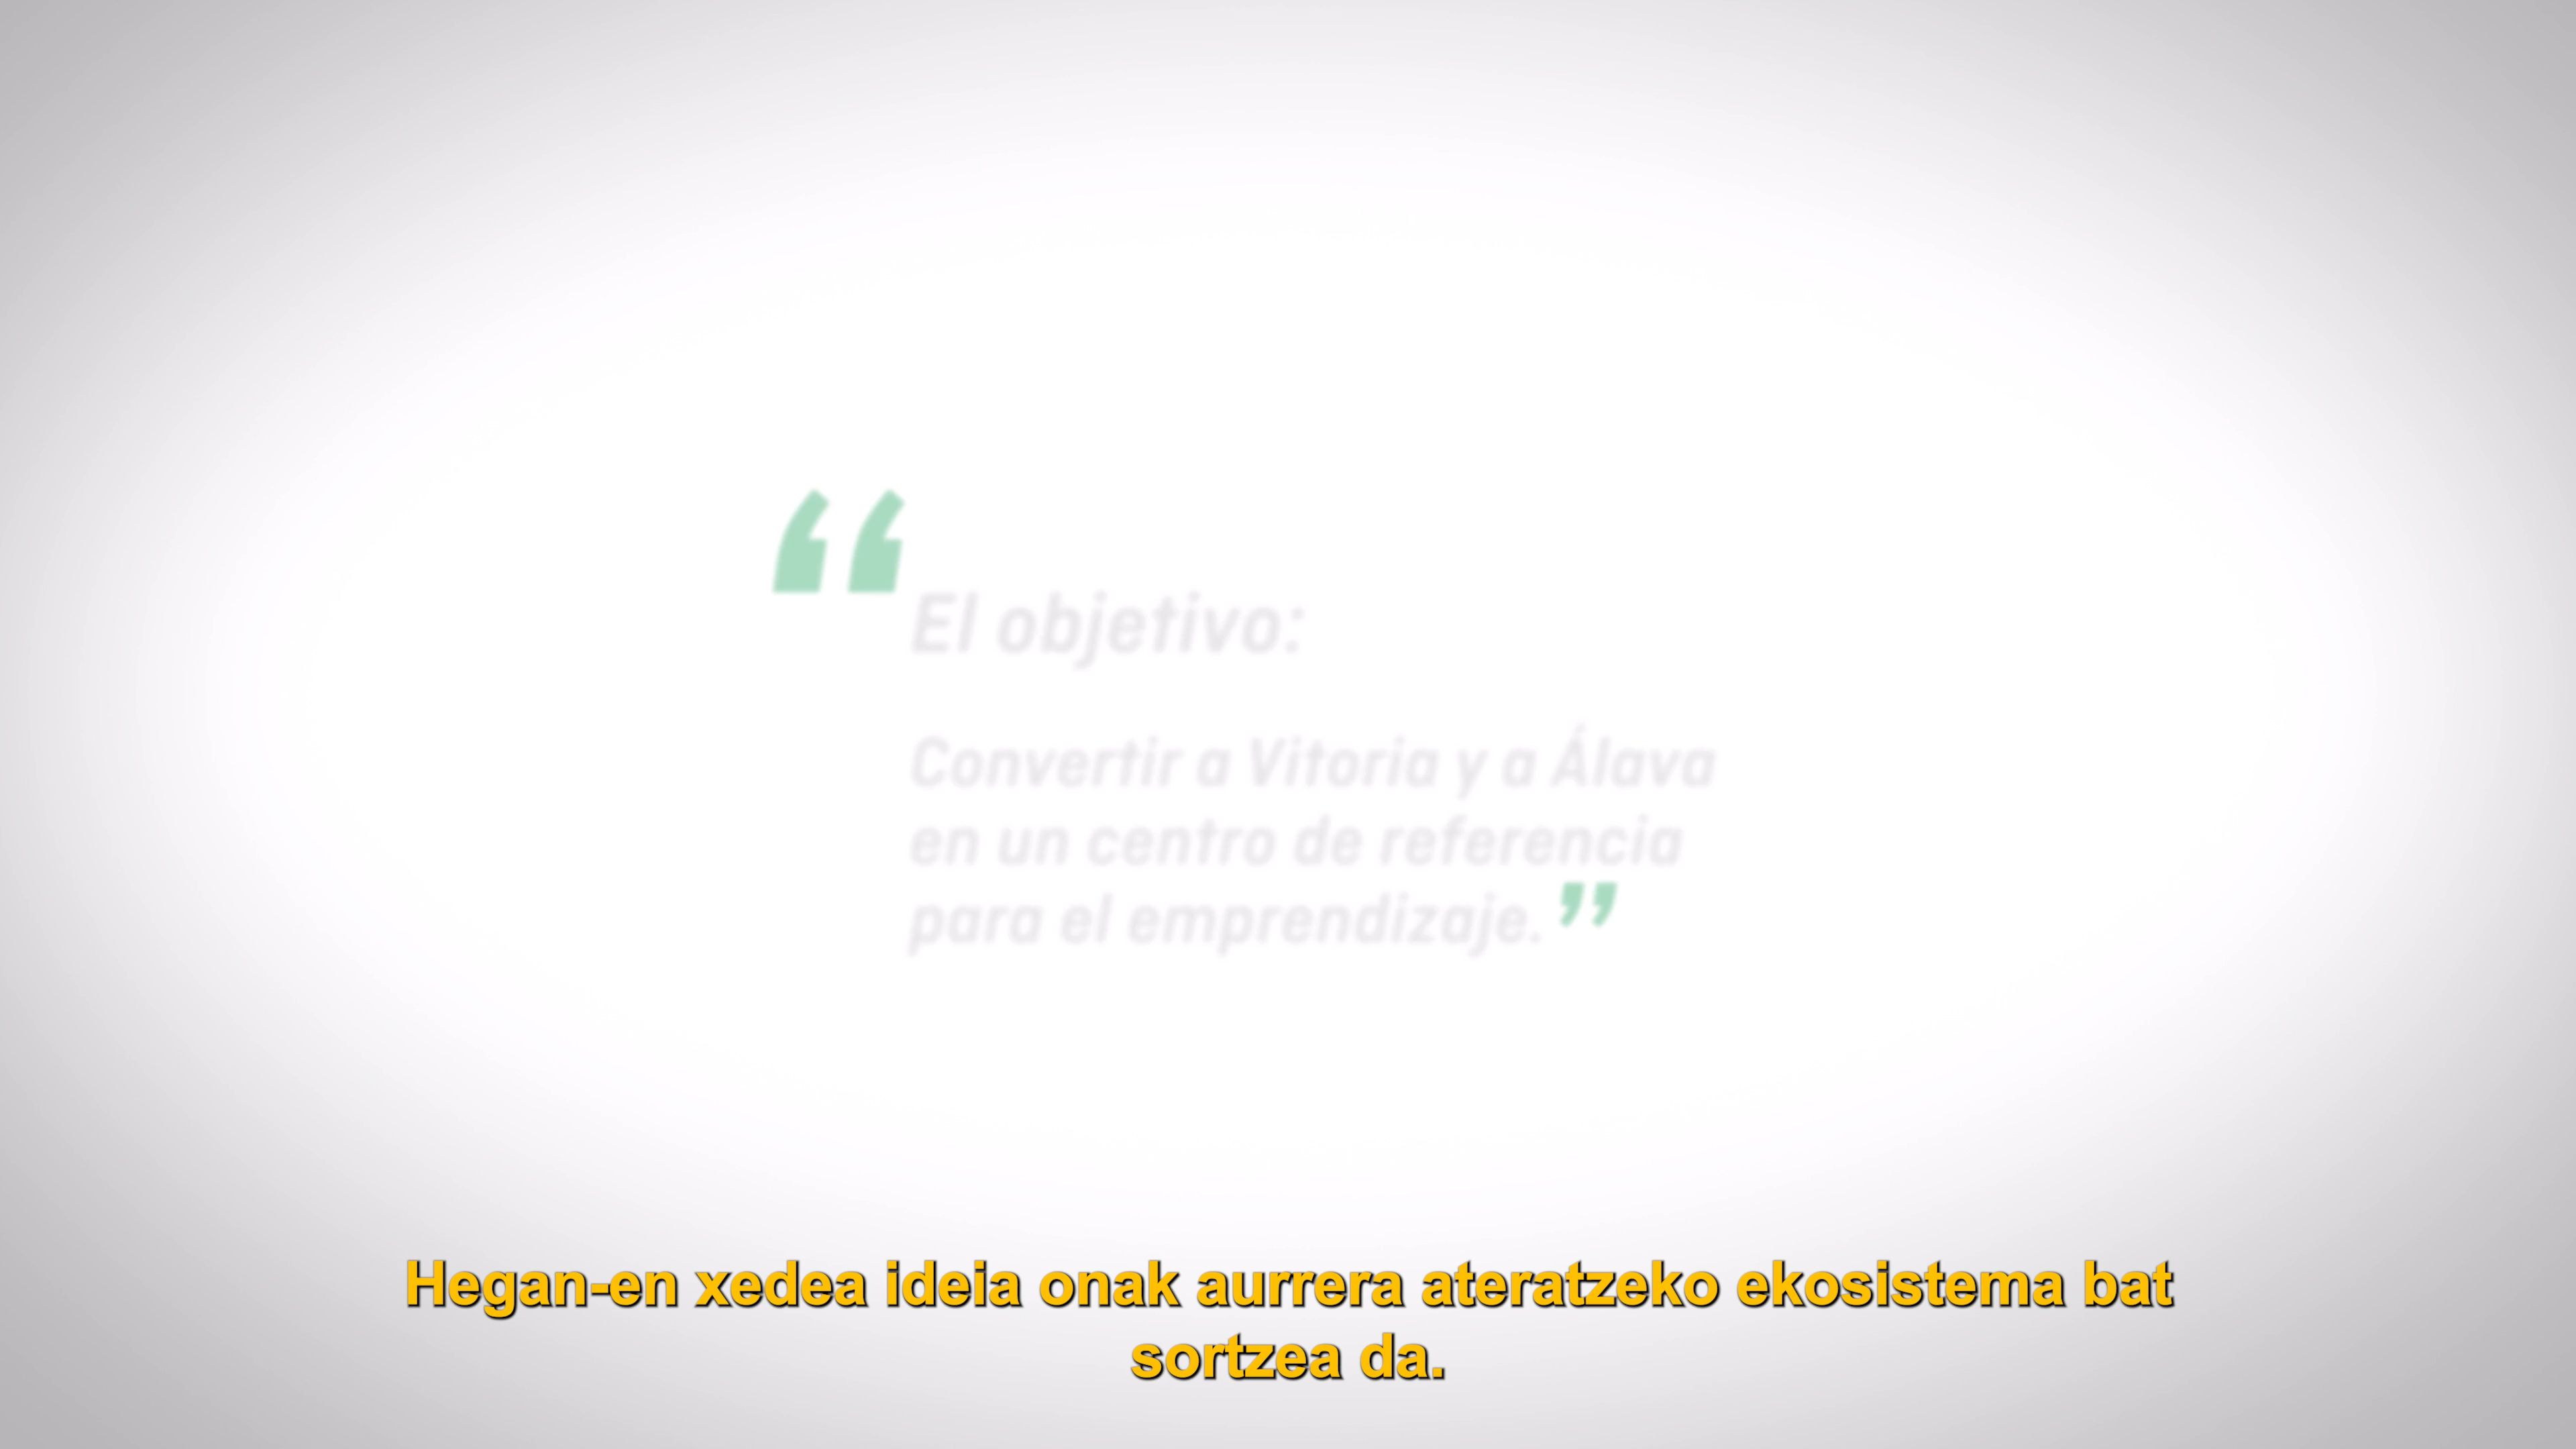 “El objetivo:
Convertir a Vitoria y a Álava
en un centro de referencia
para el emprendizaje.”
Hegan-en xedea ideia onak aurrera ateratzeko ekosistema bat
sortzea da.